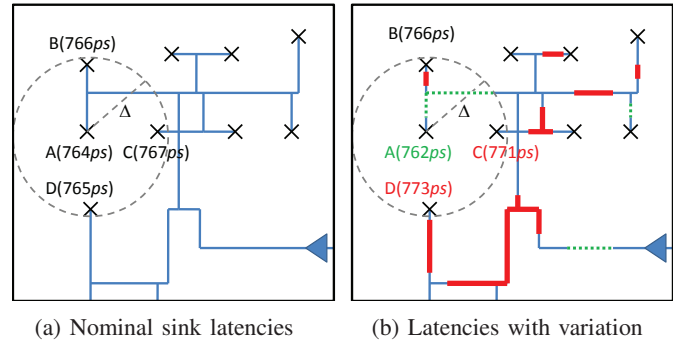 B(766ps)
Δ
A(764ps) C(767ps)
D(765ps)
(a) Nominal sink latencies
B(766ps)
Δ
A(762ps) C(771ps)
D(773ps)
(b) Latencies with variation